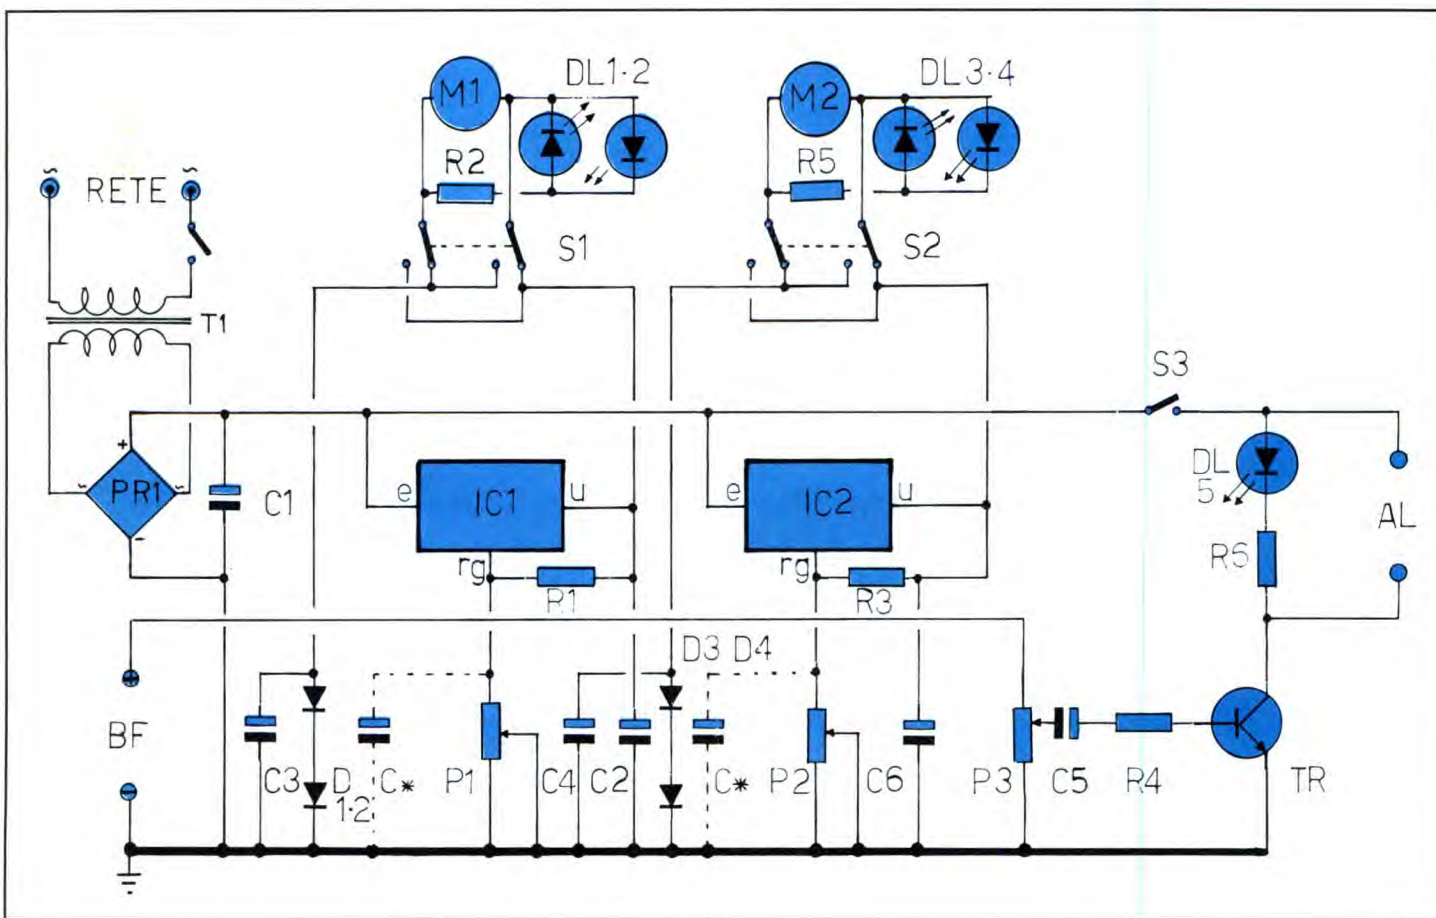 M1
DL1·2
M2
DL3·4
R2
R5
~ RETE ~
S1
S2
T1
S3
+
~ PR1 ~
-
C1
e IC1 u
rg
R1
e IC2 u
rg
R3
DL
5
AL
R6
D3 D4
BF
C3
D
1·2
C*
P1
C4
C2
C*
P2
C6
P3
C5
R4
TR